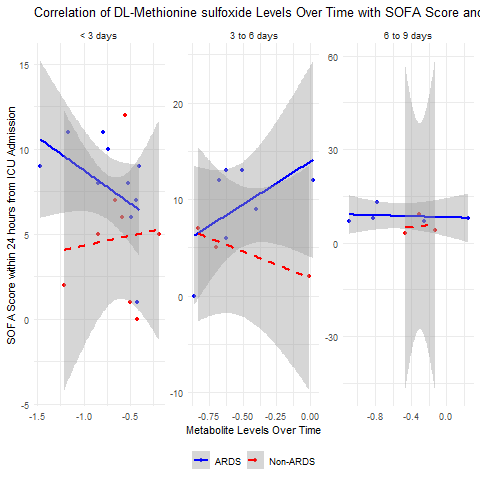 Correlation of DL-Methionine sulfoxide Levels Over Time with SOFA Score and
< 3 days
3 to 6 days
6 to 9 days
SOFA Score within 24 hours from ICU Admission
15
10
5
0
-5
20
10
0
-10
60
30
0
-30
-1.5
-1.0
-0.5
-0.75
-0.50
-0.25
0.00
-0.8
-0.4
0.0
Metabolite Levels Over Time
ARDS
Non-ARDS